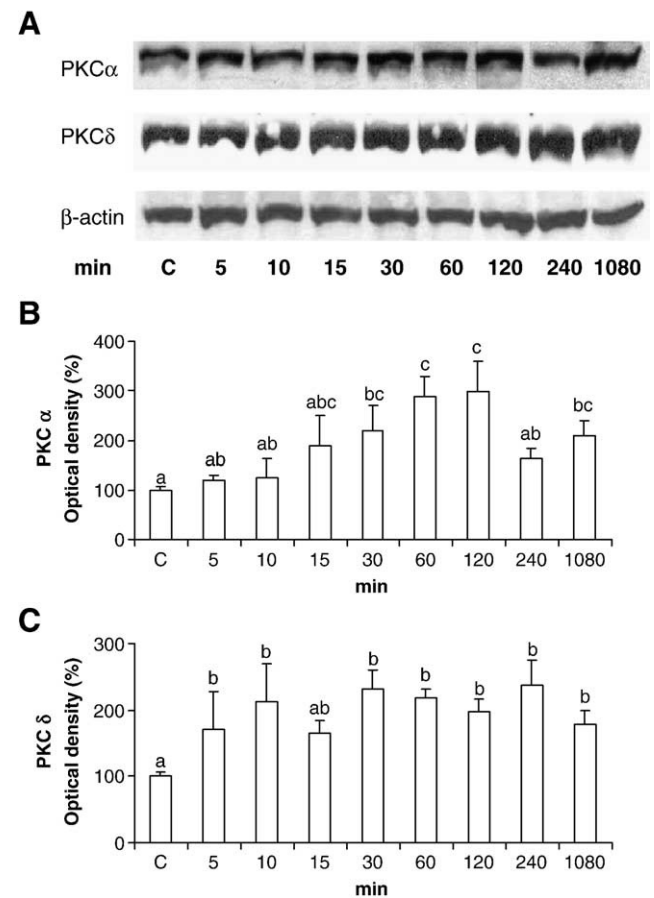 A
PKCα
PKCδ
β-actin
min C 5 10 15 30 60 120 240 1080
B
PKC α
Optical density (%)
400
300
200
100
0
a ab ab abc bc c c ab bc
C 5 10 15 30 60 120 240 1080
min
C
PKC δ
Optical density (%)
300
200
100
0
a b b ab b b b b b
C 5 10 15 30 60 120 240 1080
min